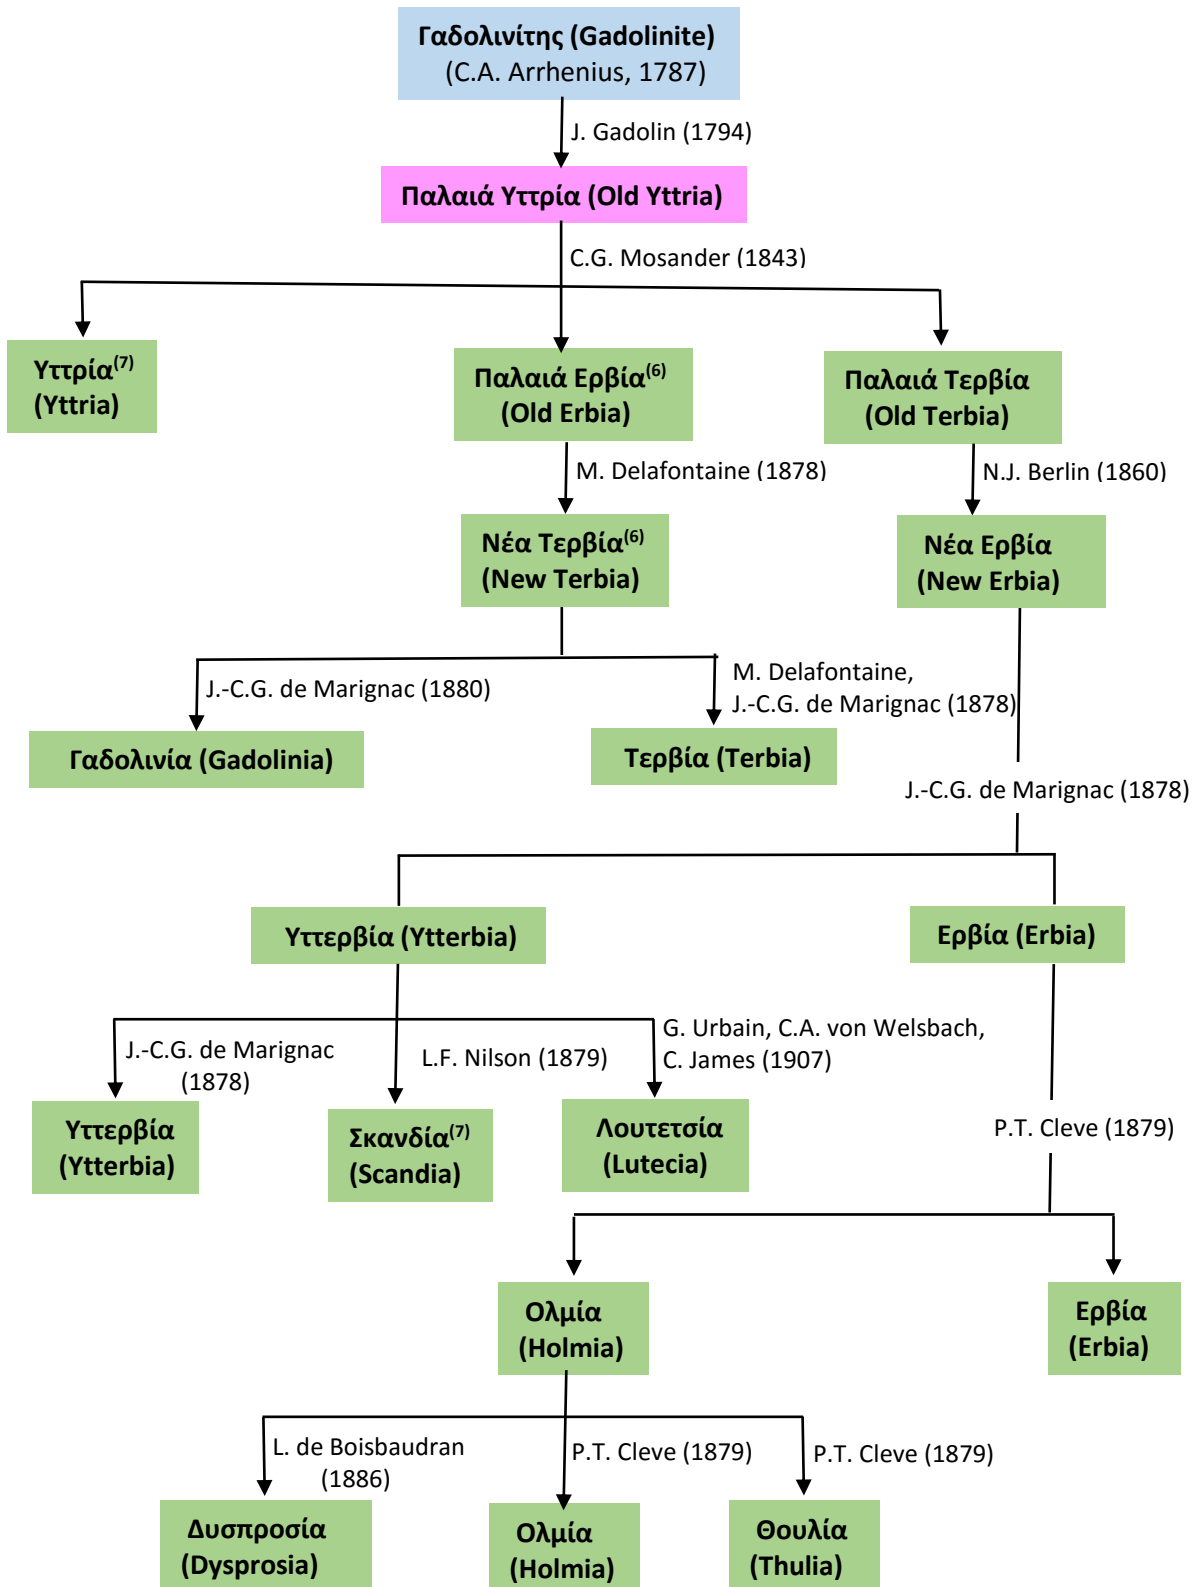 Γαδολινίτης (Gadolinite)
(C.A. Arrhenius, 1787)
J. Gadolin (1794)
Παλαιά Υττρία (Old Yttria)
C.G. Mosander (1843)
Υττρία(7)
(Yttria)
Παλαιά Ερβία(6)
(Old Erbia)
Παλαιά Τερβία
(Old Terbia)
M. Delafontaine (1878)
N.J. Berlin (1860)
Νέα Τερβία(6)
(New Terbia)
Νέα Ερβία
(New Erbia)
J.-C.G. de Marignac (1880)
M. Delafontaine,
J.-C.G. de Marignac (1878)
Γαδολινία (Gadolinia)
Τερβία (Terbia)
J.-C.G. de Marignac (1878)
Υττερβία (Ytterbia)
Ερβία (Erbia)
J.-C.G. de Marignac
(1878)
L.F. Nilson (1879)
G. Urbain, C.A. von Welsbach,
C. James (1907)
Υττερβία
(Ytterbia)
Σκανδία(7)
(Scandia)
Λουτετσία
(Lutecia)
P.T. Cleve (1879)
Ολμία
(Holmia)
Ερβία
(Erbia)
L. de Boisbaudran
(1886)
P.T. Cleve (1879)
P.T. Cleve (1879)
Δυσπροσία
(Dysprosia)
Ολμία
(Holmia)
Θουλία
(Thulia)